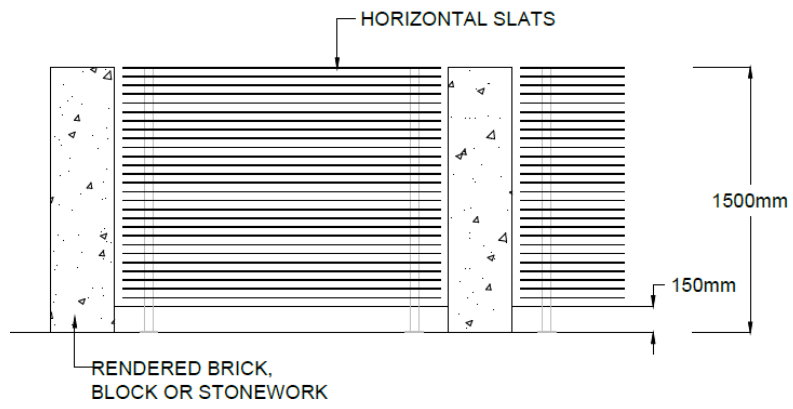 HORIZONTAL SLATS
1500mm
150mm
RENDERED BRICK,
BLOCK OR STONEWORK